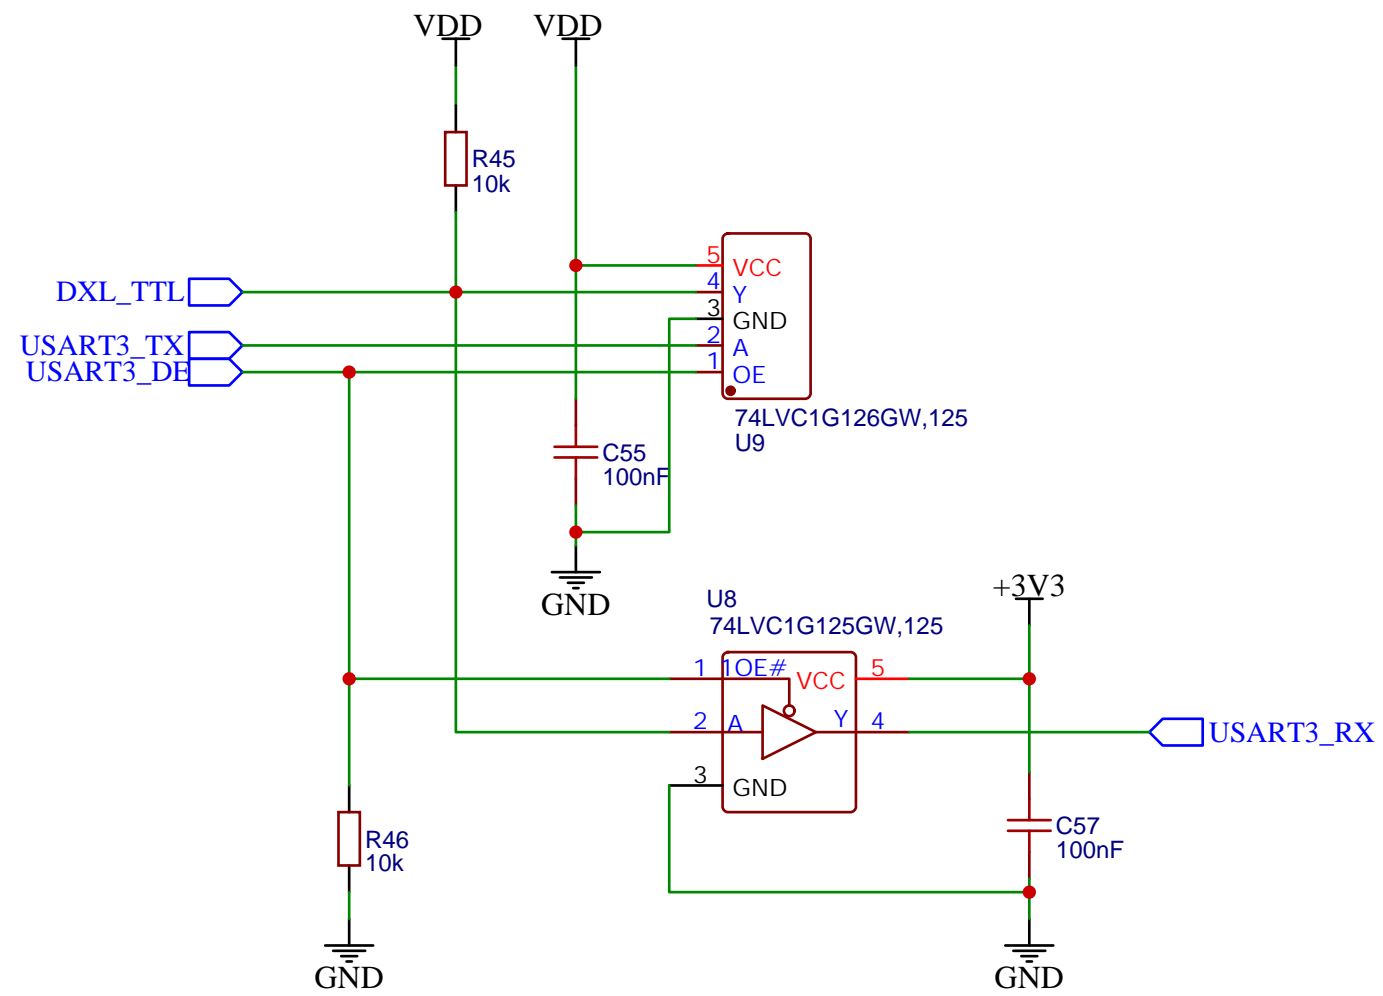 VDD
VDD
R45
10k
5
VCC
DXL_TTL
4
Y
3
GND
USART3_TX
2
A
USART3_DE
1
OE
74LVC1G126GW,125
U9
C55
100nF
GND
+3V3
U8
74LVC1G125GW,125
1
1OE#
VCC
5
2
A
Y
4
USART3_RX
3
GND
C57
100nF
R46
10k
GND
GND